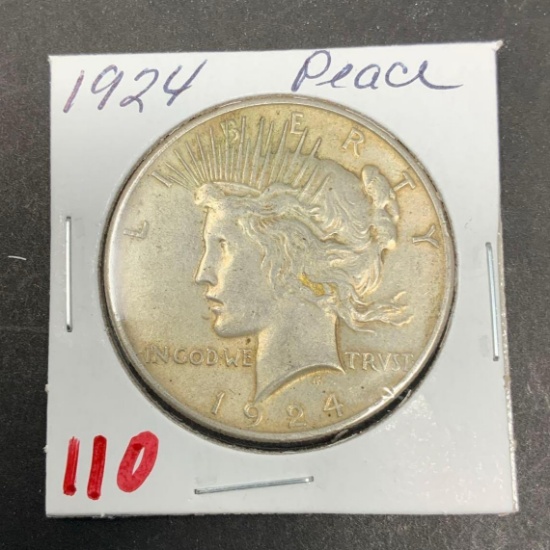 1924 Peace
LIBERTY
IN GOD WE TRVST
1924
110